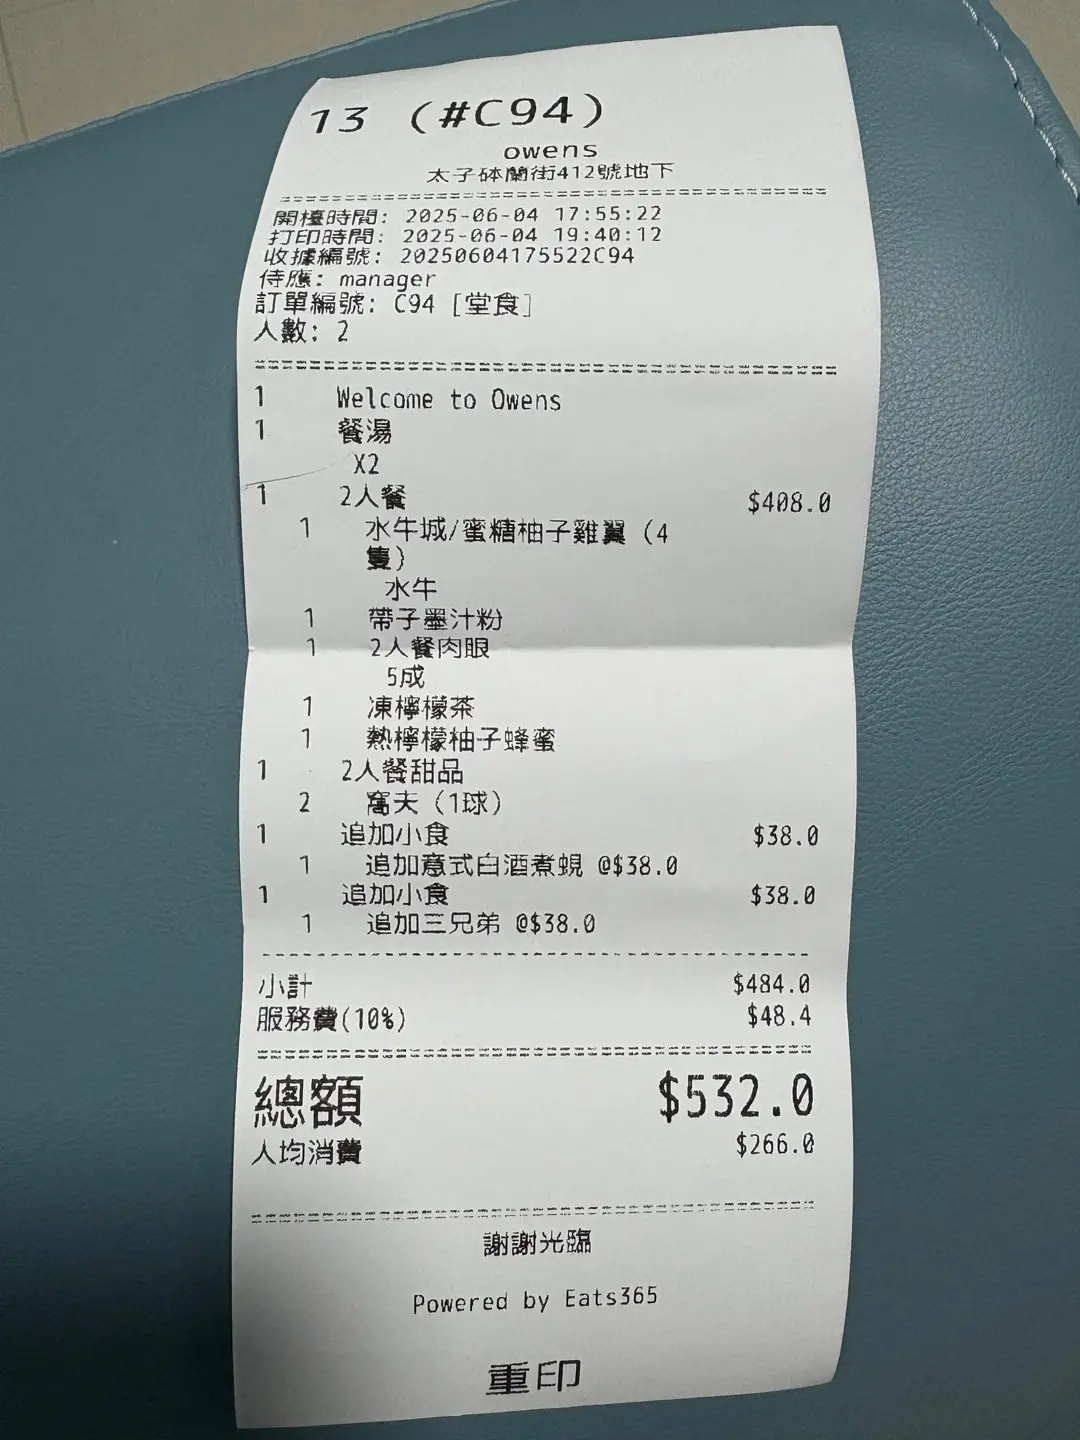 13 (#C94)
owens
太子砵蘭街412號地下
開檯時間: 2025-06-04 17:55:22
打印時間: 2025-06-04 19:40:12
收據編號: 20250604175522C94
侍應: manager
訂單編號: C94 [堂食]
人數: 2
1 Welcome to Owens
1 餐湯
X2
1 2人餐 $408.0
1 水牛城/蜜糖柚子雞翼 (4
隻)
水牛
1 帶子墨汁粉
1 2人餐肉眼
5成
1 凍檸檬茶
1 熱檸檬柚子蜂蜜
1 2人餐甜品
2 窩夫 (1球)
1 追加小食 $38.0
1 追加意式白酒煮蜆 @$38.0
1 追加小食 $38.0
1 追加三兄弟 @$38.0
小計 $484.0
服務費(10%) $48.4
總額 $532.0
人均消費 $266.0
謝謝光臨
Powered by Eats365
重印